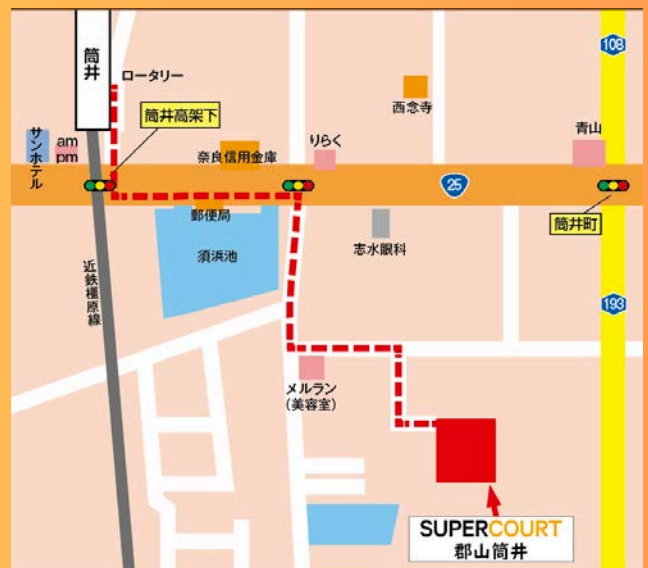 筒井
ロータリー
108
筒井高架下
西念寺
am
pm
サンホテル
奈良信用金庫
りらく
青山
25
郵便局
筒井町
須浜池
志水眼科
近鉄橿原線
193
メルラン
(美容室)
SUPERCOURT
郡山筒井